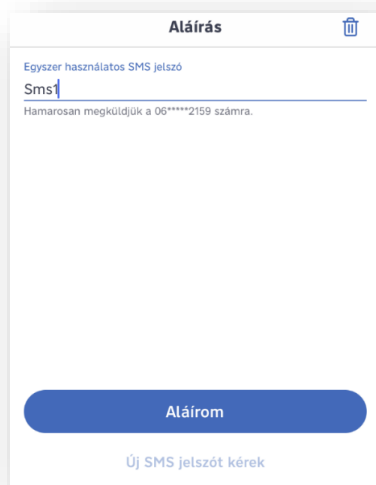 Aláírás
Egyszer használatos SMS jelszó
Sms1
Hamarosan megküldjük a 06*****2159 számra.
Aláírom
Új SMS jelszót kérek